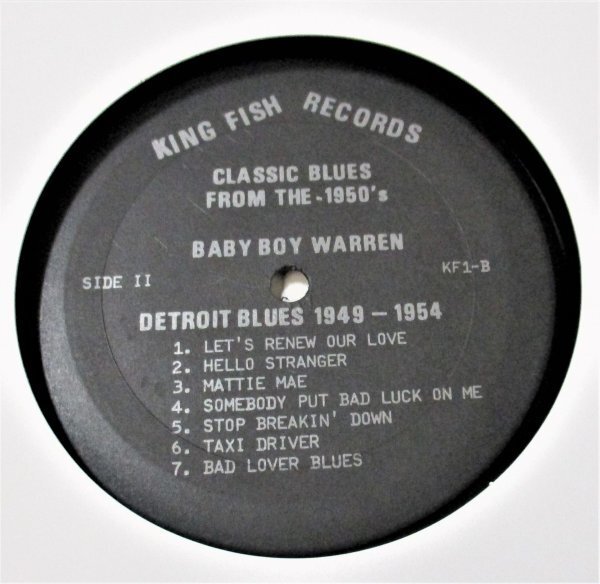 KING FISH RECORDS
CLASSIC BLUES
FROM THE-1950's
BABY BOY WARREN
SIDE II
KF1-B
DETROIT BLUES 1949 - 1954
1. LET'S RENEW OUR LOVE
2. HELLO STRANGER
3. MATTIE MAE
4. SOMEBODY PUT BAD LUCK ON ME
5. STOP BREAKIN' DOWN
6. TAXI DRIVER
7. BAD LOVER BLUES